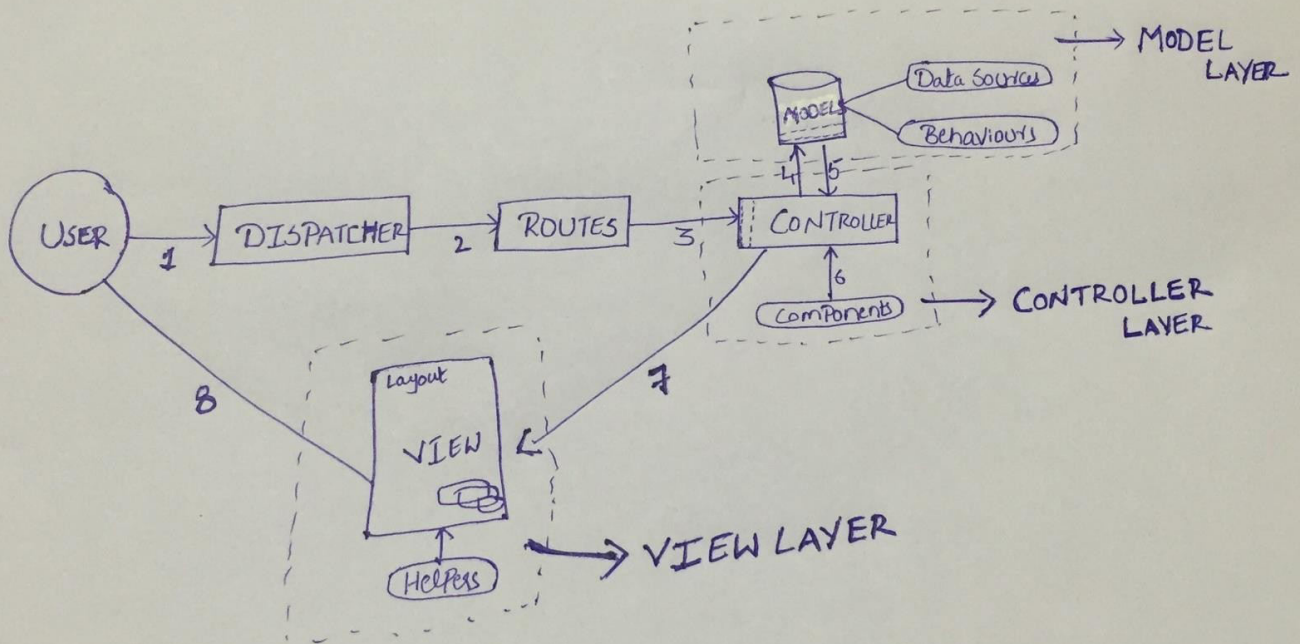 MODEL
LAYER
Data Sources
MODELS
Behaviours
4
5
USER
1
DISPATCHER
2
ROUTES
3
CONTROLLER
6
Components
CONTROLLER
LAYER
7
8
Layout
VIEW
Helpers
VIEW LAYER